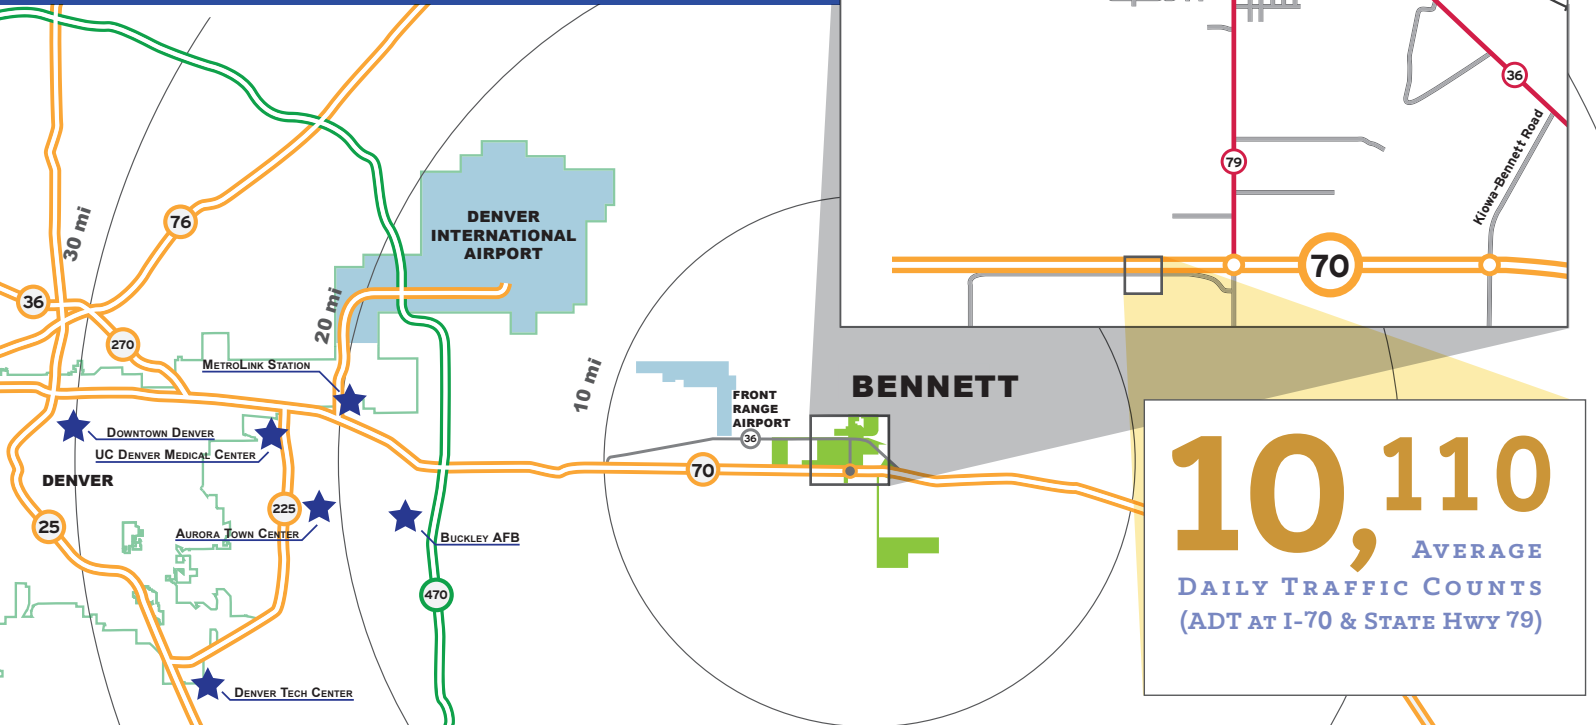 36
79
Kiowa-Bennett Road
70
30 mi
76
DENVER
INTERNATIONAL
AIRPORT
36
20 mi
270
MetroLink Station
10 mi
BENNETT
FRONT
RANGE
AIRPORT
36
Downtown Denver
UC Denver Medical Center
70
DENVER
225
25
Aurora Town Center
Buckley AFB
470
Denver Tech Center
10,110
Average
Daily Traffic Counts
(ADT at I-70 & State Hwy 79)